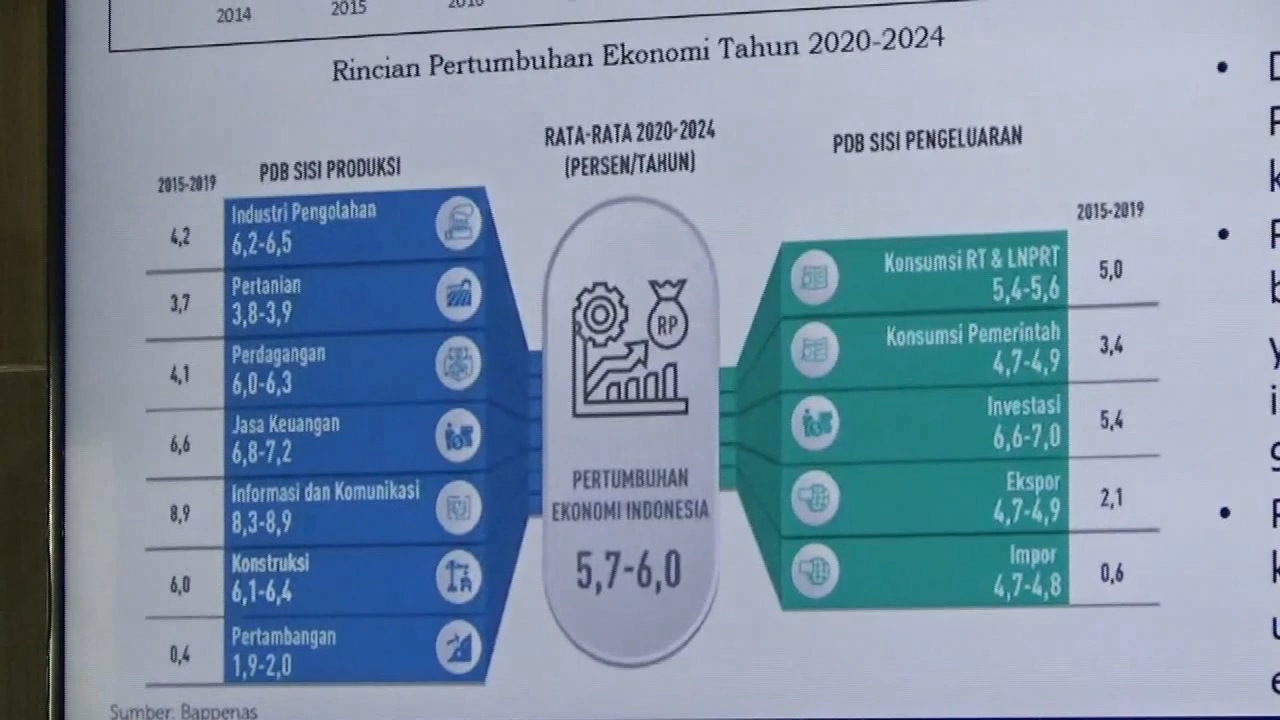 2014 2015 2016
Rincian Pertumbuhan Ekonomi Tahun 2020-2024
RATA-RATA 2020-2024
(PERSEN/TAHUN)
PDB SISI PRODUKSI
2015-2019
Industri Pengolahan
6,2-6,5
4,2
Pertanian
3,8-3,9
3,7
Perdagangan
6,0-6,3
4,1
Jasa Keuangan
6,8-7,2
6,6
Informasi dan Komunikasi
8,3-8,9
8,9
Konstruksi
6,1-6,4
6,0
Pertambangan
1,9-2,0
0,4
RP
PERTUMBUHAN
EKONOMI INDONESIA
5,7-6,0
PDB SISI PENGELUARAN
2015-2019
Konsumsi RT & LNPRT
5,4-5,6
5,0
Konsumsi Pemerintah
4,7-4,9
3,4
Investasi
6,6-7,0
5,4
Ekspor
4,7-4,9
2,1
Impor
4,7-4,8
0,6
Sumber: Bappenas